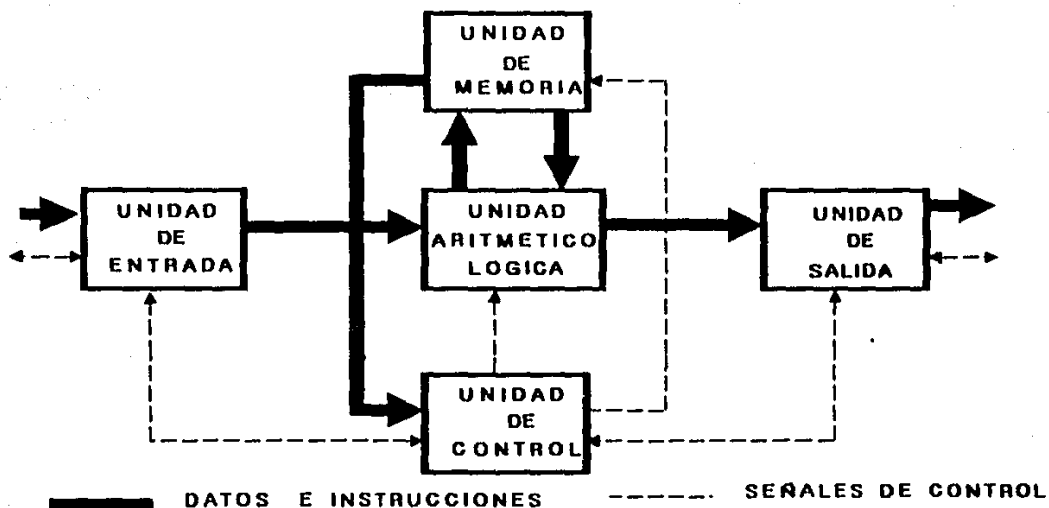 UNIDAD
DE
MEMORIA
UNIDAD
DE
ENTRADA
UNIDAD
ARITMETICO
LOGICA
UNIDAD
DE
SALIDA
UNIDAD
DE
CONTROL
DATOS E INSTRUCCIONES
SEÑALES DE CONTROL